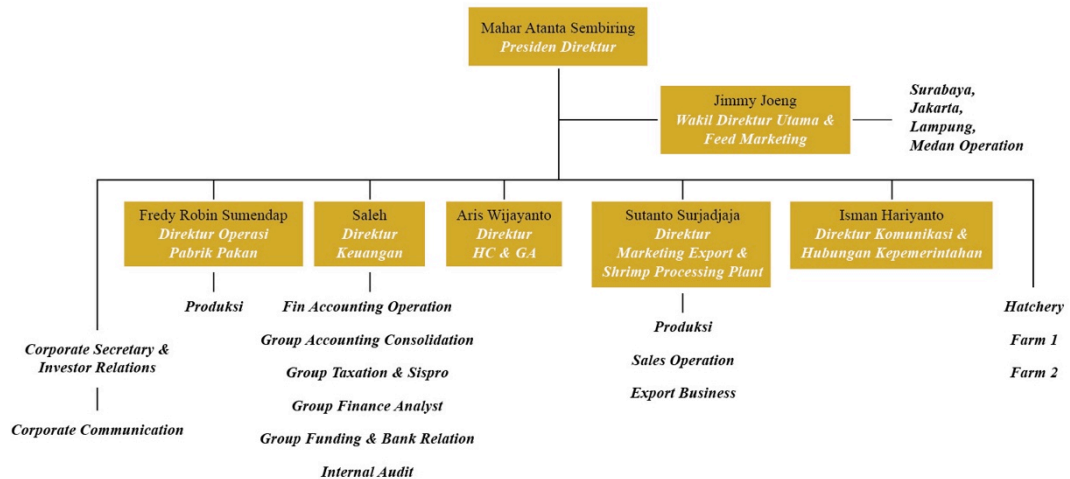 Mahar Atanta Sembiring
Presiden Direktur
Jimmy Joeng
Wakil Direktur Utama &
Feed Marketing
Surabaya,
Jakarta,
Lampung,
Medan Operation
Fredy Robin Sumendap
Direktur Operasi
Pabrik Pakan
Saleh
Direktur
Keuangan
Aris Wijayanto
Direktur
HC & GA
Sutanto Surjadjaja
Direktur
Marketing Export &
Shrimp Processing Plant
Isman Hariyanto
Direktur Komunikasi &
Hubungan Kepemerintahan
Corporate Secretary &
Investor Relations
Corporate Communication
Produksi
Fin Accounting Operation
Group Accounting Consolidation
Group Taxation & Sispro
Group Finance Analyst
Group Funding & Bank Relation
Internal Audit
Produksi
Sales Operation
Export Business
Hatchery
Farm 1
Farm 2